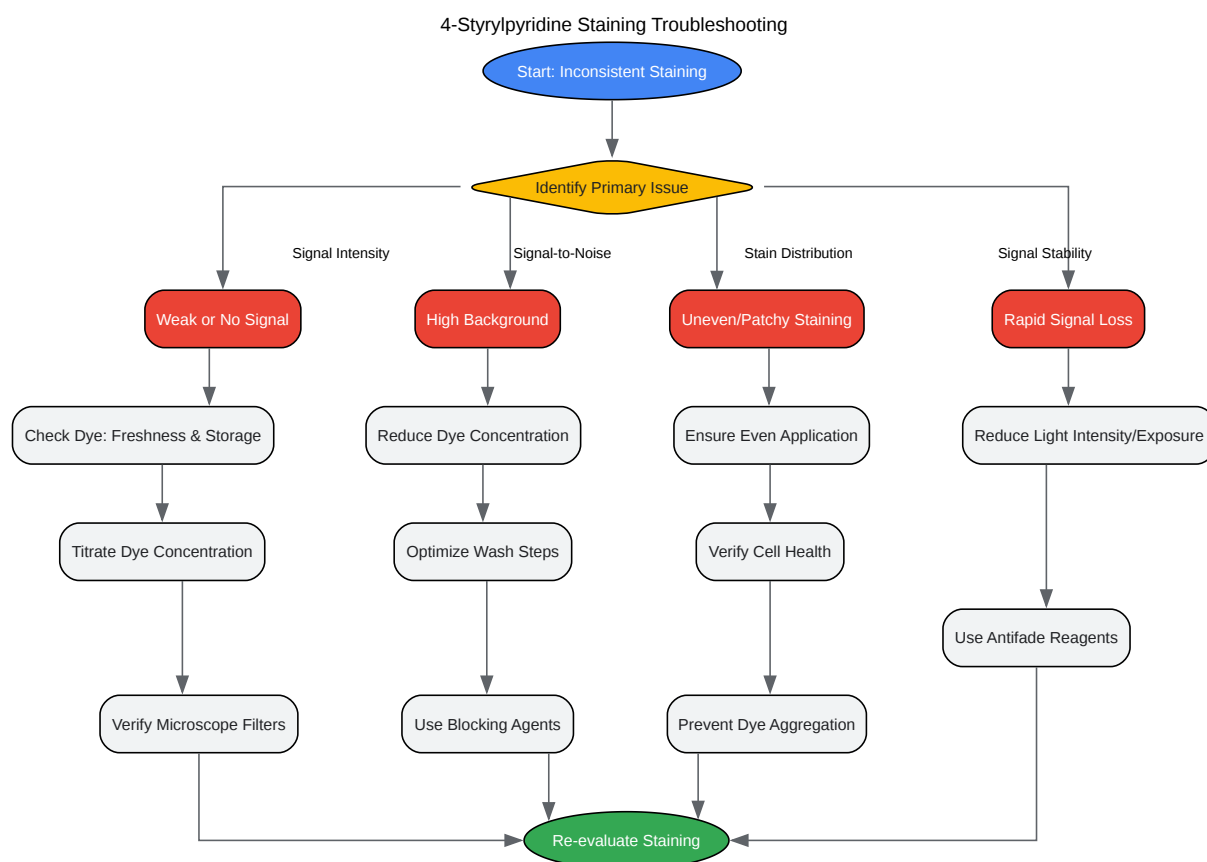 4-Styrylpyridine Staining Troubleshooting
Start: Inconsistent Staining
Identify Primary Issue
Signal Intensity
Signal-to-Noise
Stain Distribution
Signal Stability
Weak or No Signal
High Background
Uneven/Patchy Staining
Rapid Signal Loss
Check Dye: Freshness & Storage
Reduce Dye Concentration
Ensure Even Application
Reduce Light Intensity/Exposure
Titrate Dye Concentration
Optimize Wash Steps
Verify Cell Health
Use Antifade Reagents
Verify Microscope Filters
Use Blocking Agents
Prevent Dye Aggregation
Re-evaluate Staining